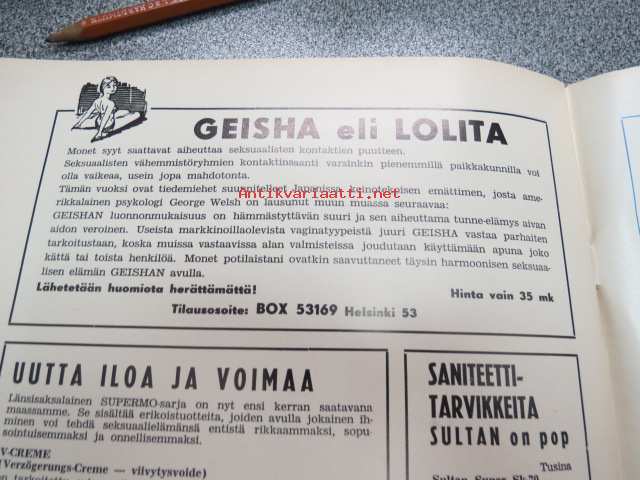 GEISHA eli LOLITA
Monet syyt saattavat aiheuttaa seksuaalisten kontaktien puutteen.
Seksuaalisten vähemmistöryhmien kontaktinsaanti varsinkin pienemmillä paikkakunnilla voi
olla vaikeaa, usein jopa mahdotonta.
Tämän vuoksi ovat tiedemiehet suunnitelleet Japanissa keinotekoisen emättimen, josta ame-
rikkalainen psykologi George Welsh on lausunut muun muassa seuraavaa:
Antikvariaatti.net
GEISHAN luonnonmukaisuus on hämmästyttävän suuri ja sen aiheuttama tunne-elämys aivan
aidon veroinen. Useista markkinoillaolevista vaginatyypeistä juuri GEISHA vastaa parhaiten
tarkoitustaan, koska muissa vastaavissa alan valmisteissa joudutaan käyttämään apuna joko
kättä tai toista henkilöä. Monet potilaistani ovatkin saavuttaneet täysin harmoonisen seksuaa-
lisen elämän GEISHAN avulla.
Lähetetään huomiota herättämättä!
Hinta vain 35 mk
Tilausosoite: BOX 53169 Helsinki 53
UUTTA ILOA JA VOIMAA
Länsisaksalainen SUPERMO-sarja on nyt ensi kerran saatavana
maassamme. Se sisältää erikoistuotteita, joiden avulla jokainen ih-
minen voi tehdä seksuaalielämänsä entistä rikkaammaksi, sopu-
sointuisemmaksi ja onnellisemmaksi.
V-CREME
(Verzögerungs-Creme — viivytysvoide)
SANITEETTI-
TARVIKKEITA
SULTAN on pop
Tusina
Sultan Super Sk-70